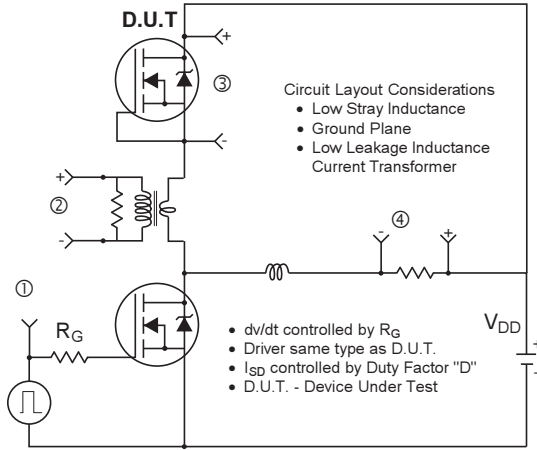 D.U.T
+
③
-
Circuit Layout Considerations
• Low Stray Inductance
• Ground Plane
• Low Leakage Inductance
Current Transformer
+
②
-
④
-
+
①
RG
• dv/dt controlled by RG
• Driver same type as D.U.T.
• ISD controlled by Duty Factor "D"
• D.U.T. - Device Under Test
VDD
+
-